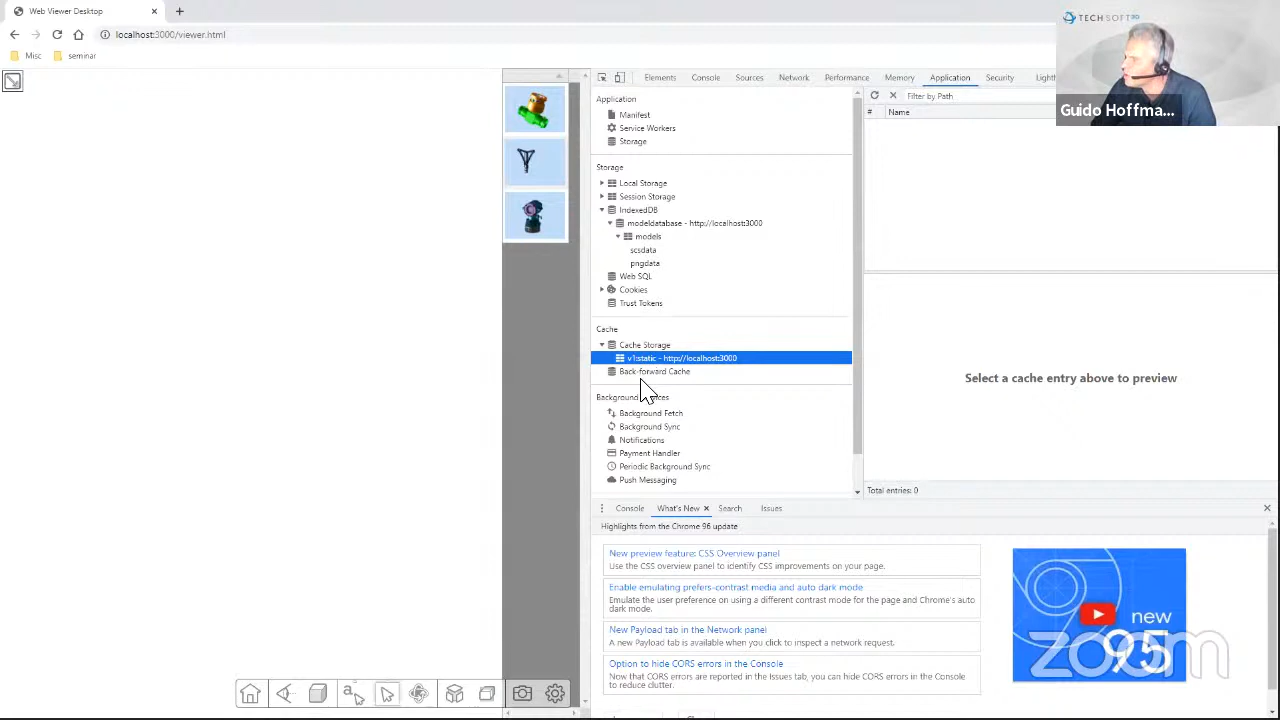 Web Viewer Desktop
localhost:3000/viewer.html
Misc
seminar
TECHSOFT3D
Guido Hoffma...
Elements
Console
Sources
Network
Performance
Memory
Application
Security
Lighth
Filter by Path
Application
Manifest
Service Workers
Storage
Storage
Local Storage
Session Storage
IndexedDB
modeldatabase - http://localhost:3000
models
scsdata
pngdata
Web SQL
Cookies
Trust Tokens
Cache
Cache Storage
v1:static - http://localhost:3000
Back-forward Cache
Background Fetch
Background Sync
Notifications
Payment Handler
Periodic Background Sync
Push Messaging
# Name
Select a cache entry above to preview
Total entries: 0
Console
What's New
Search
Issues
Highlights from the Chrome 96 update
New preview feature: CSS Overview panel
Use the CSS overview panel to identify CSS improvements on your page.
Enable emulating prefers-contrast media and auto dark mode
Emulate the user preference on using a different contrast mode for the page and Chrome's auto
dark mode.
New Payload tab in the Network panel
A new Payload tab is available when you click to inspect a network request.
Option to hide CORS errors in the Console
Now that CORS errors are reported in the Issues tab, you can hide CORS errors in the Console
to reduce clutter.
new
95
zoom